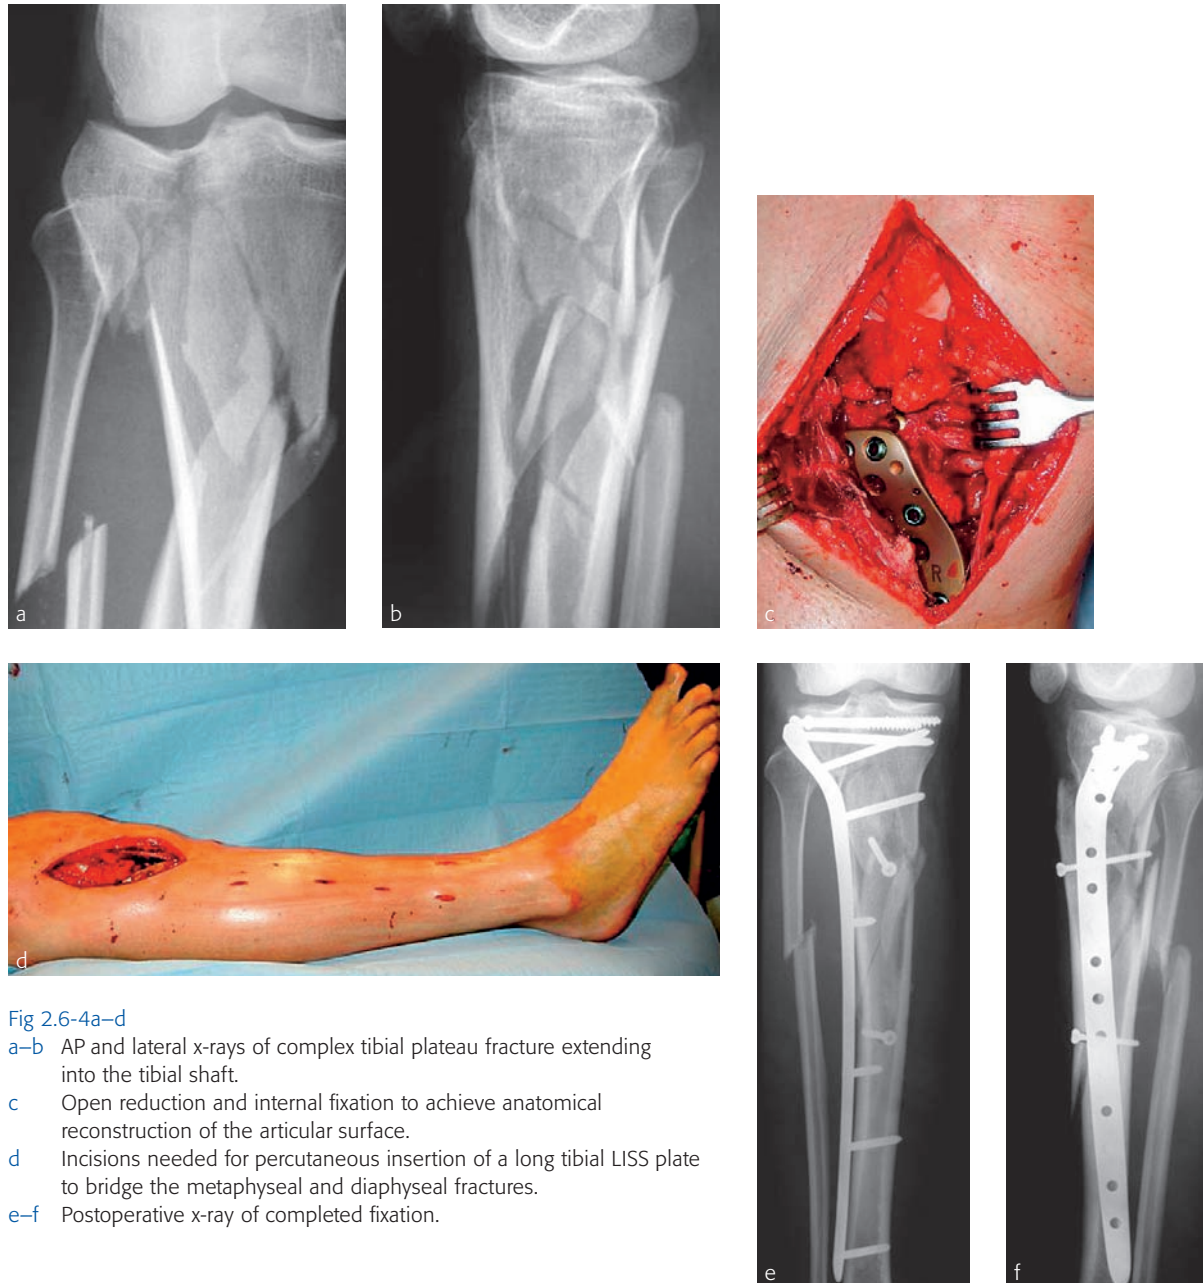 a
b
R
c
d
e
f
Fig 2.6-4a–d
a–b AP and lateral x-rays of complex tibial plateau fracture extending
into the tibial shaft.
c Open reduction and internal fixation to achieve anatomical
reconstruction of the articular surface.
d Incisions needed for percutaneous insertion of a long tibial LISS plate
to bridge the metaphyseal and diaphyseal fractures.
e–f Postoperative x-ray of completed fixation.